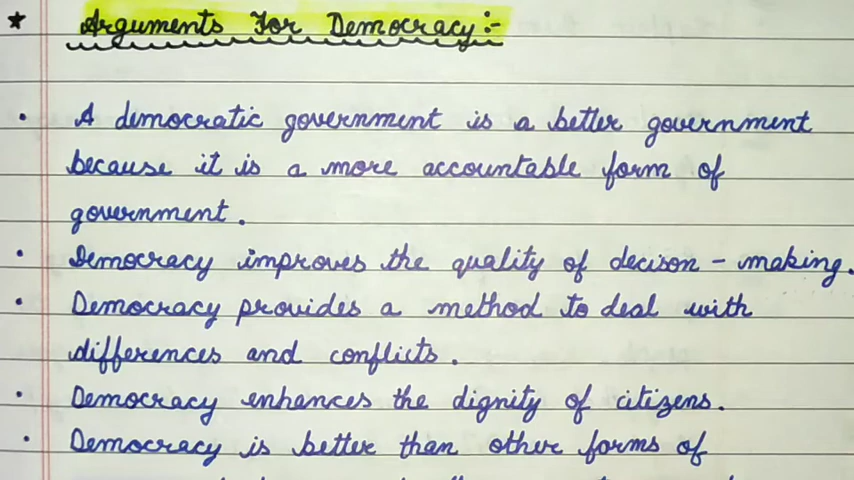 ★ Arguments For Democracy :-
• A democratic government is a better government
because it is a more accountable form of
government.
• Democracy improves the quality of decison - making.
• Democracy provides a method to deal with
differences and conflicts.
• Democracy enhances the dignity of citizens.
• Democracy is better than other forms of